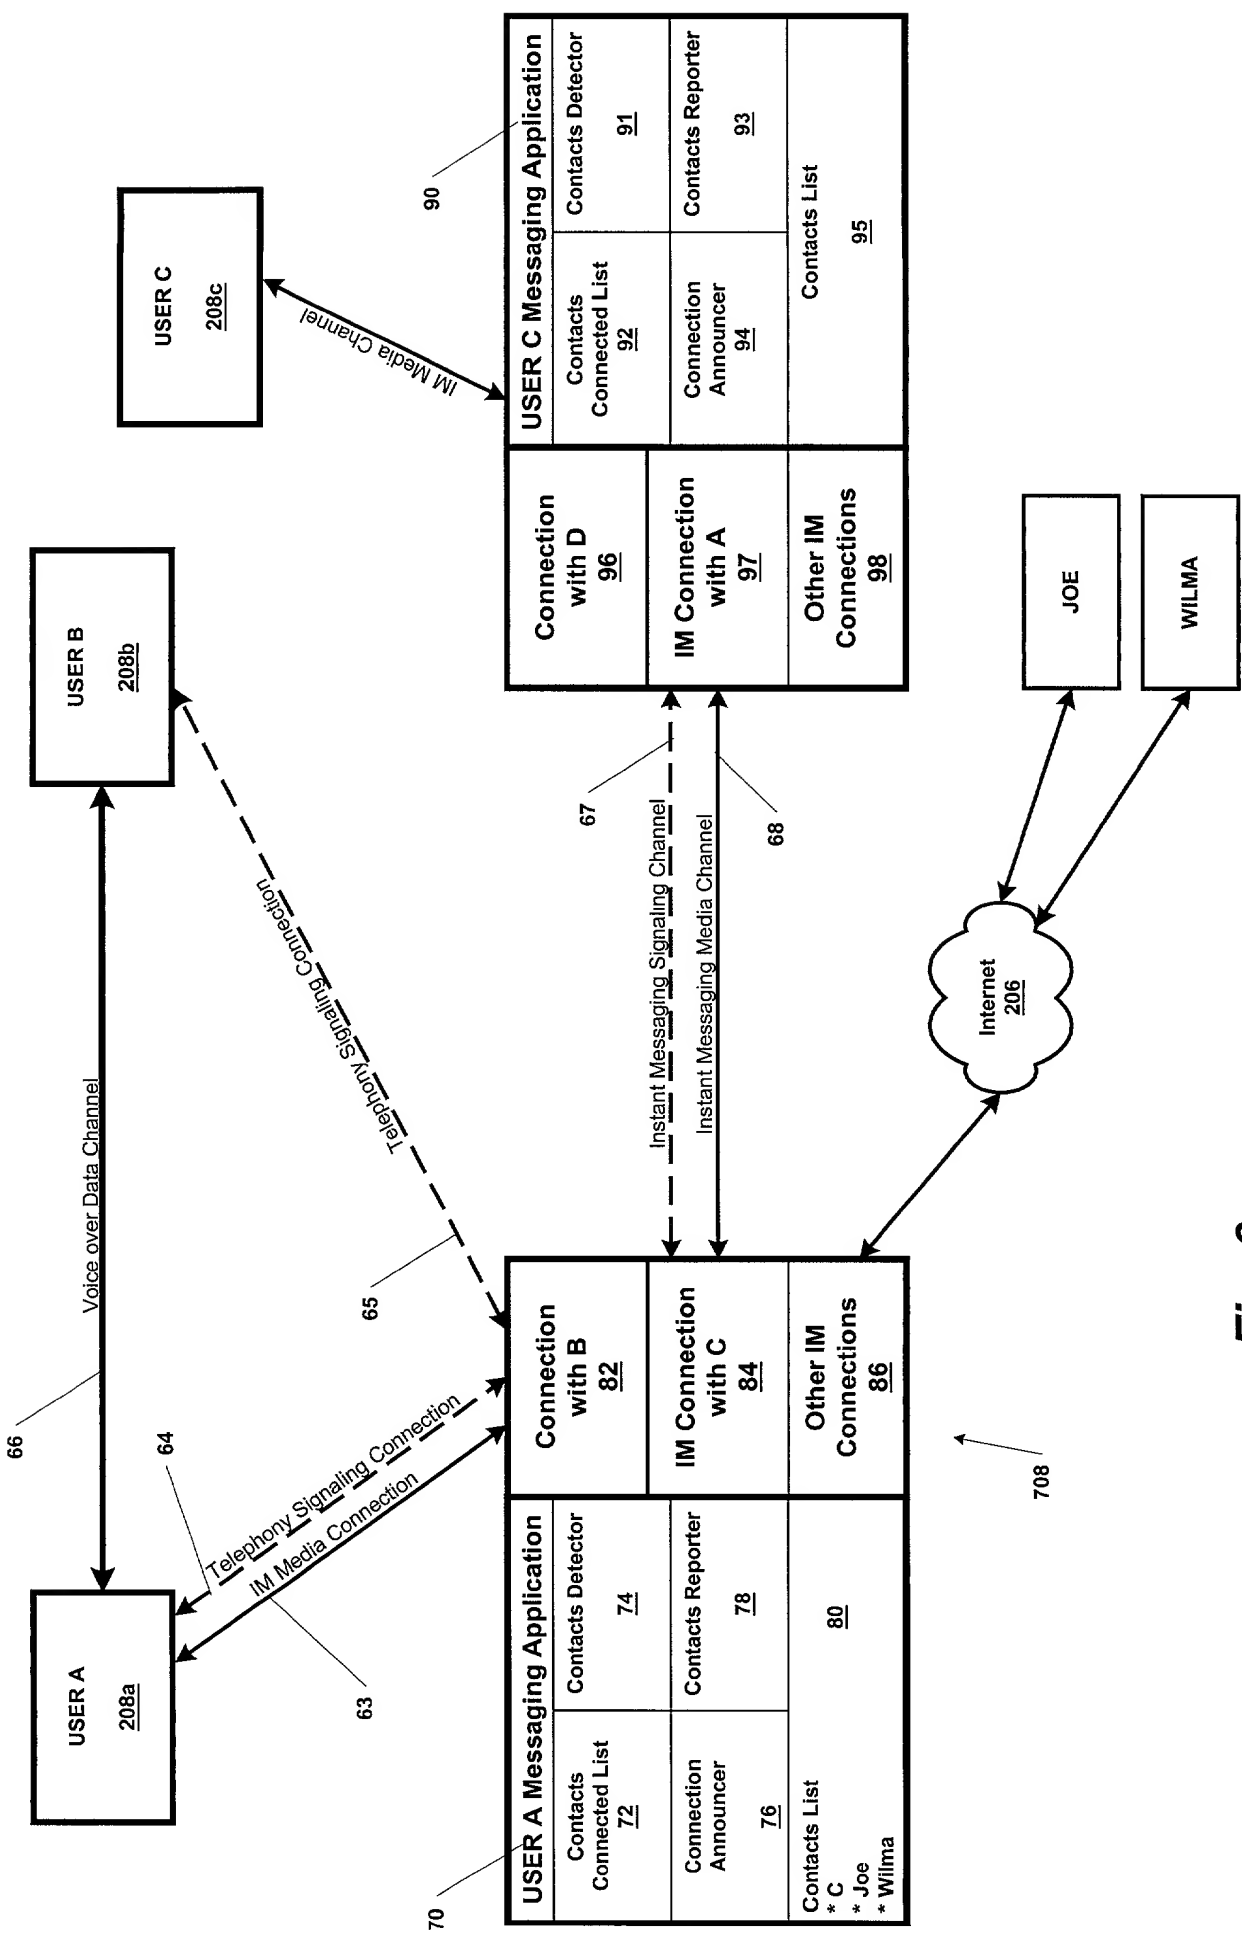 66
Voice over Data Channel
USER A
208a
USER B
208b
USER C
208c
64
Telephony Signaling Connection
IM Media Connection
63
65
Telephony Signaling Connection
IM Media Channel
70
USER A Messaging Application
Contacts
Connected List
72
Contacts Detector
74
Connection
Announcer
76
Contacts Reporter
78
Contacts List
* C
* Joe
* Wilma
80
Connection
with B
82
IM Connection
with C
84
Other IM
Connections
86
67
Instant Messaging Signaling Channel
Instant Messaging Media Channel
68
90
USER C Messaging Application
Connection
with D
96
IM Connection
with A
97
Other IM
Connections
98
Contacts
Connected List
92
Contacts Detector
91
Connection
Announcer
94
Contacts Reporter
93
Contacts List
95
708
Internet
206
JOE
WILMA